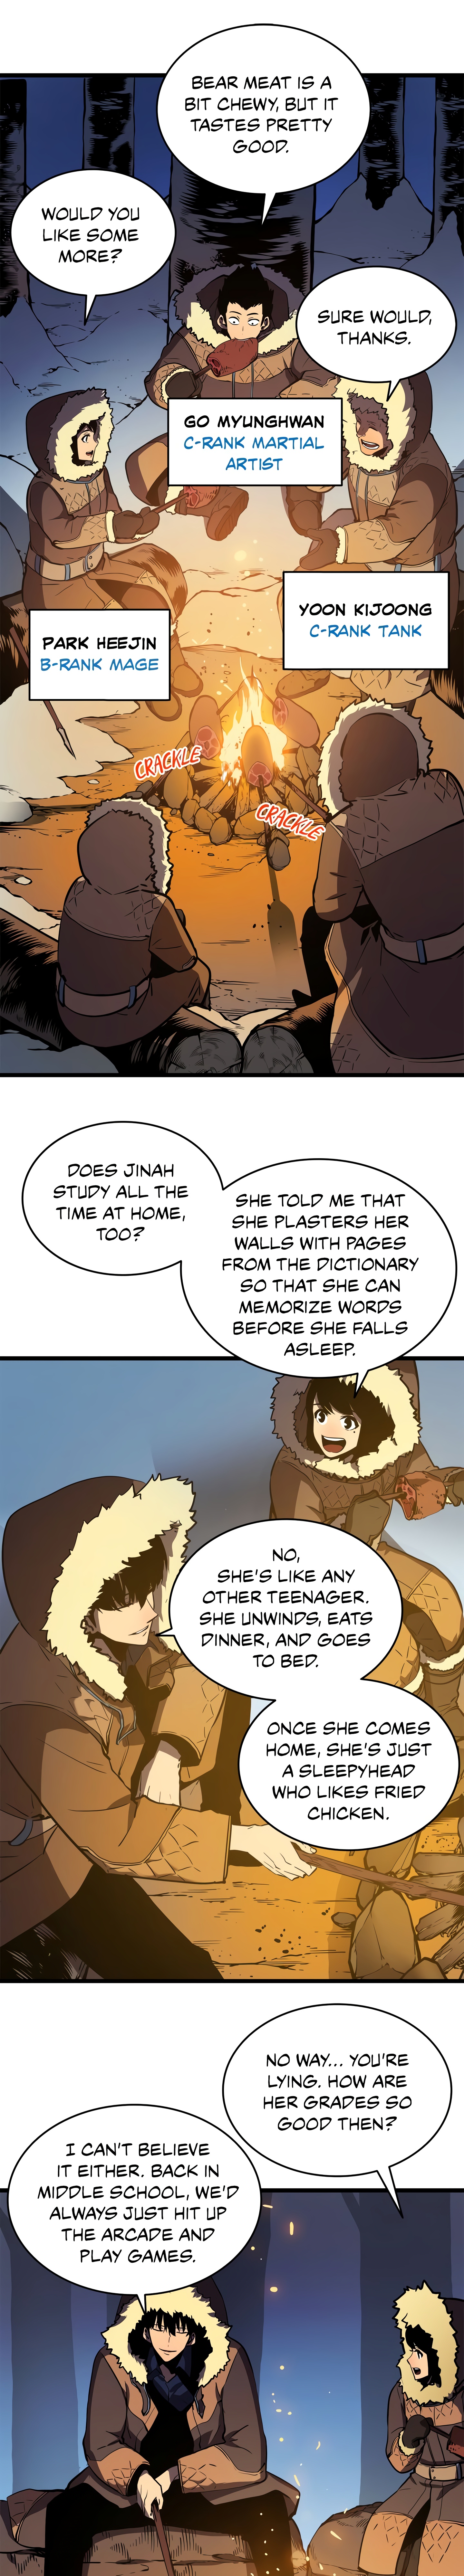 BEAR MEAT IS A
BIT CHEWY, BUT IT
TASTES PRETTY
GOOD.
WOULD YOU
LIKE SOME
MORE?
SURE WOULD,
THANKS.
GO MYUNGHWAN
C-RANK MARTIAL
ARTIST
YOON KIJOONG
C-RANK TANK
PARK HEEJIN
B-RANK MAGE
CRACKLE
CRACKLE
DOES JINAH
STUDY ALL THE
TIME AT HOME,
TOO?
SHE TOLD ME THAT
SHE PLASTERS HER
WALLS WITH PAGES
FROM THE DICTIONARY
SO THAT SHE CAN
MEMORIZE WORDS
BEFORE SHE FALLS
ASLEEP.
NO,
SHE'S LIKE ANY
OTHER TEENAGER.
SHE UNWINDS, EATS
DINNER, AND GOES
TO BED.
ONCE SHE COMES
HOME, SHE'S JUST
A SLEEPYHEAD
WHO LIKES FRIED
CHICKEN.
NO WAY... YOU'RE
LYING. HOW ARE
HER GRADES SO
GOOD THEN?
I CAN'T BELIEVE
IT EITHER. BACK IN
MIDDLE SCHOOL, WE'D
ALWAYS JUST HIT UP
THE ARCADE AND
PLAY GAMES.